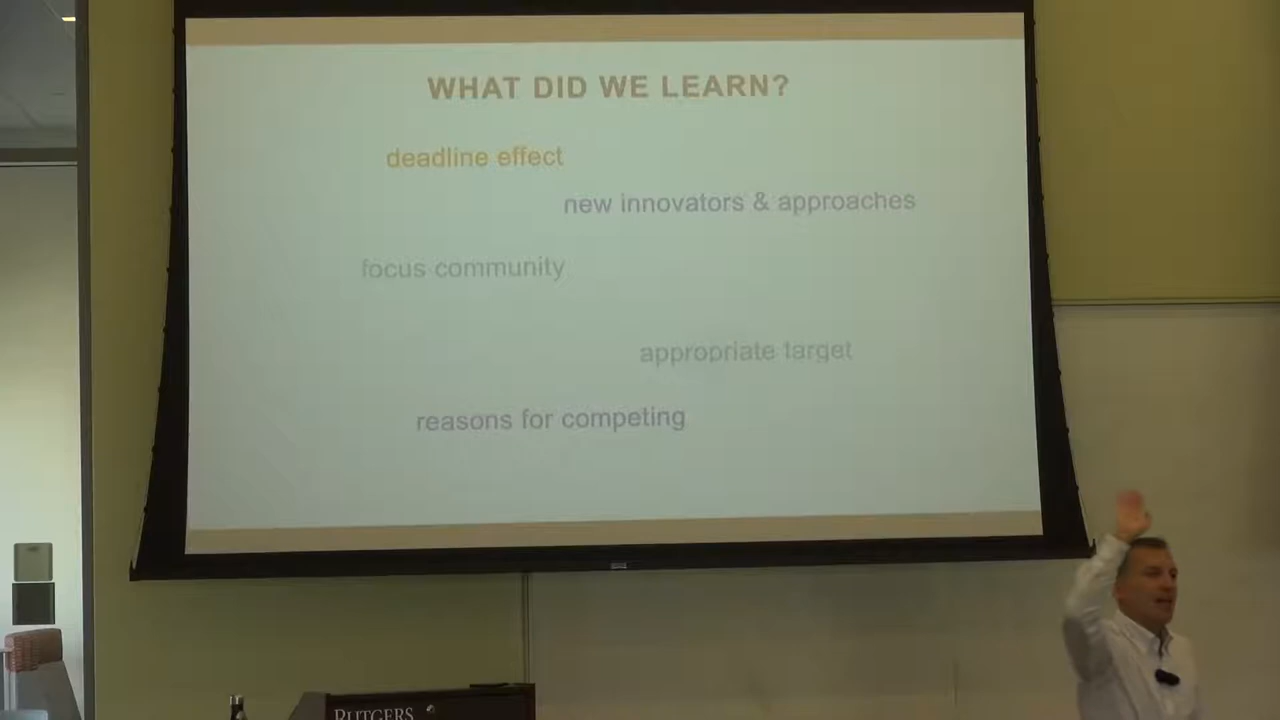 WHAT DID WE LEARN?
deadline effect
new innovators & approaches
focus community
appropriate target
reasons for competing
RUTGERS